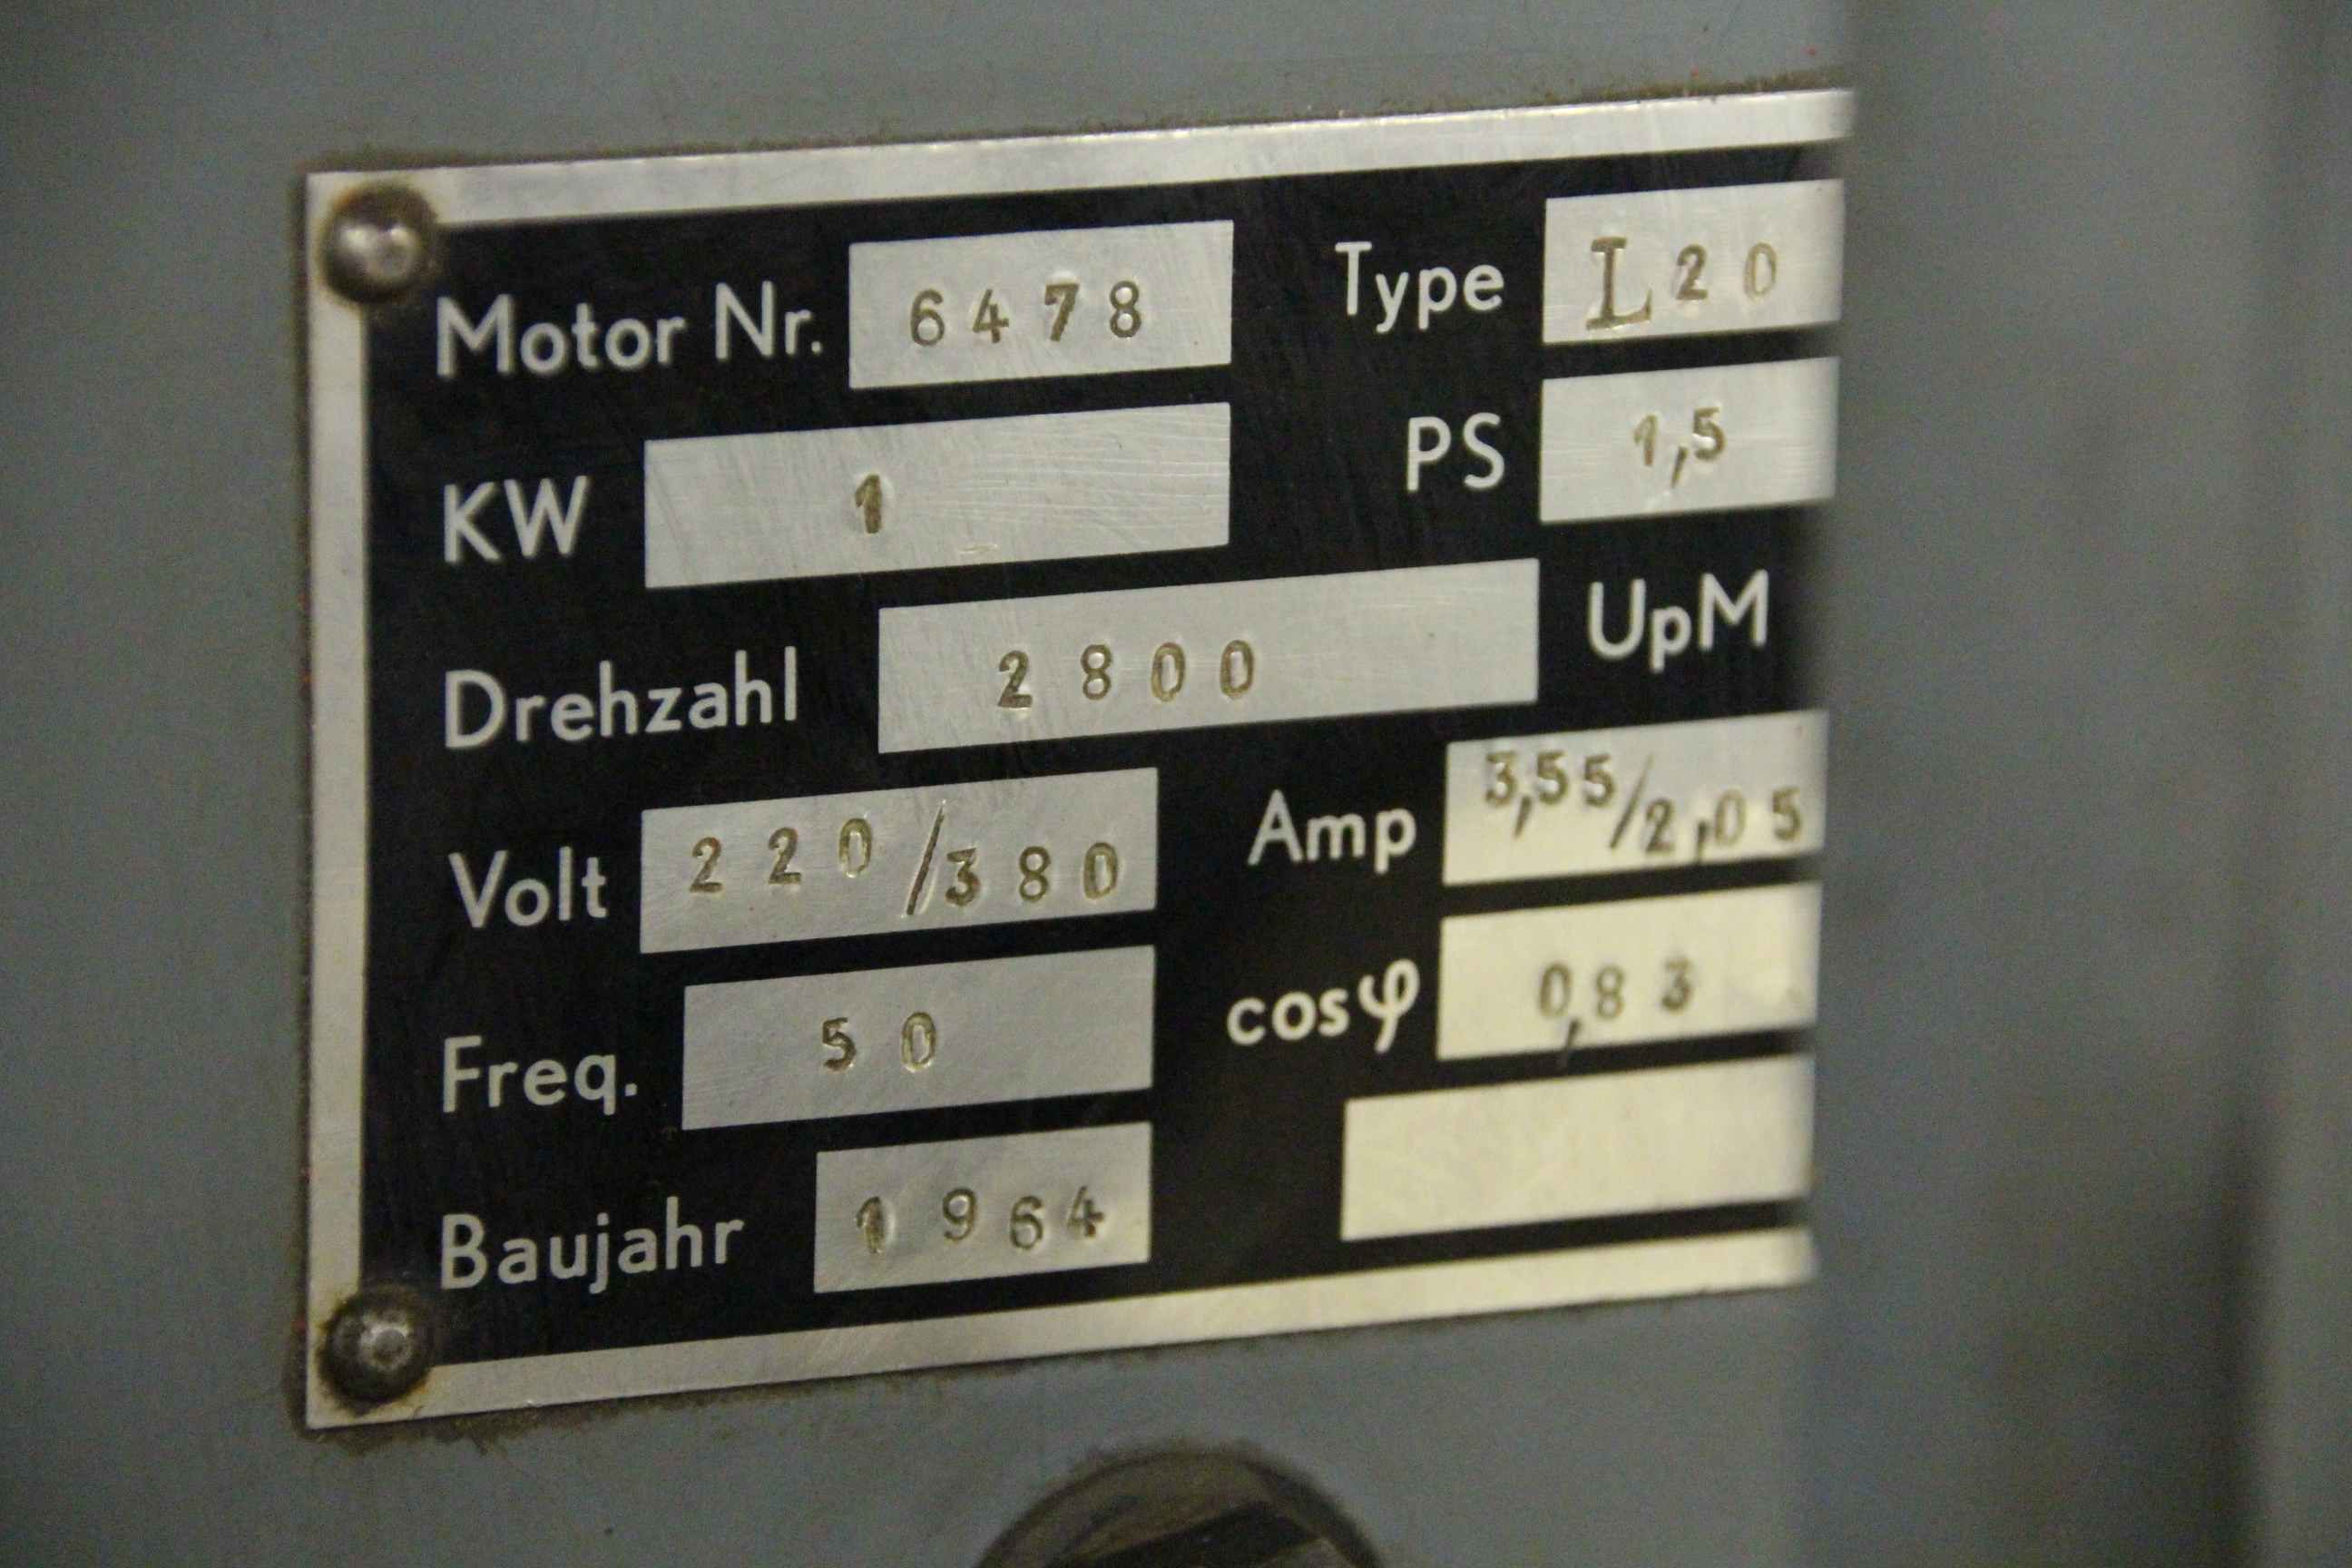 Motor Nr. 6478 Type L20
KW 1 PS 1,5
Drehzahl 2800 UpM
Volt 220/380 Amp 3,55/2,05
Freq. 50 cosφ 0,83
Baujahr 1964